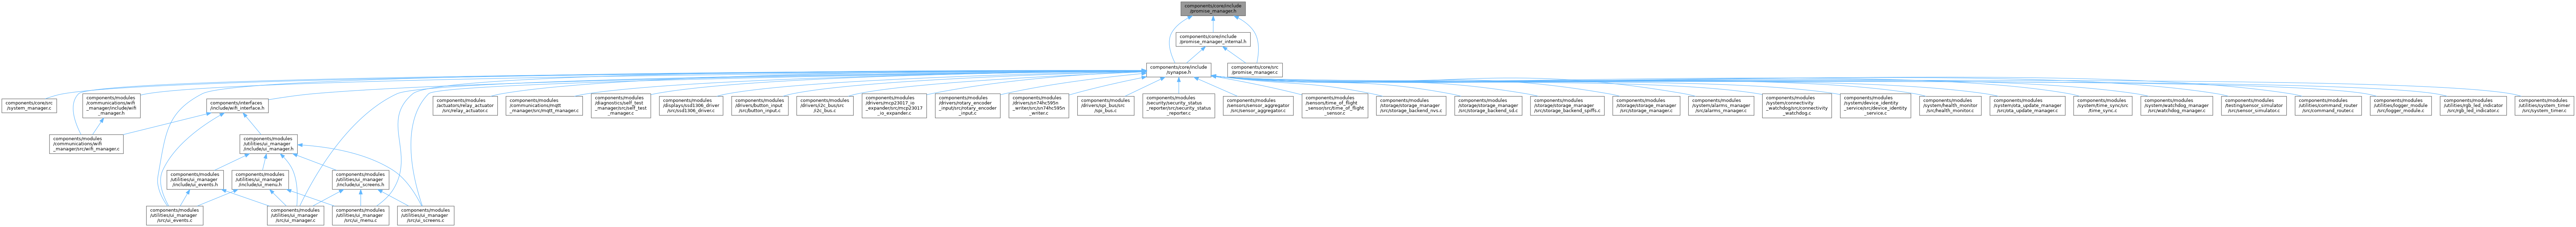 components/core/include
/promise_manager.h
components/core/include
/promise_manager_internal.h
components/core/include
/synapse.h
components/core/src
/promise_manager.c
components/core/src
/system_manager.c
components/modules
/communications/wifi
_manager/include/wifi
_manager.h
components/interfaces
/include/wifi_interface.h
components/modules
/actuators/relay_actuator
/src/relay_actuator.c
components/modules
/communications/mqtt
_manager/src/mqtt_manager.c
components/modules
/diagnostics/self_test
_manager/src/self_test
_manager.c
components/modules
/displays/ssd1306_driver
/src/ssd1306_driver.c
components/modules
/drivers/button_input
/src/button_input.c
components/modules
/drivers/i2c_bus/src
/i2c_bus.c
components/modules
/drivers/mcp23017_io
_expander/src/mcp23017
_io_expander.c
components/modules
/drivers/rotary_encoder
_input/src/rotary_encoder
_input.c
components/modules
/drivers/sn74hc595n
_writer/src/sn74hc595n
_writer.c
components/modules
/drivers/spi_bus/src
/spi_bus.c
components/modules
/security/security_status
_reporter/src/security_status
_reporter.c
components/modules
/sensors/sensor_aggregator
/src/sensor_aggregator.c
components/modules
/sensors/time_of_flight
_sensor/src/time_of_flight
_sensor.c
components/modules
/storage/storage_manager
/src/storage_backend_nvs.c
components/modules
/storage/storage_manager
/src/storage_backend_sd.c
components/modules
/storage/storage_manager
/src/storage_backend_spiffs.c
components/modules
/storage/storage_manager
/src/storage_manager.c
components/modules
/system/alarms_manager
/src/alarms_manager.c
components/modules
/system/connectivity
_watchdog/src/connectivity
_watchdog.c
components/modules
/system/device_identity
_service/src/device_identity
_service.c
components/modules
/system/health_monitor
/src/health_monitor.c
components/modules
/system/ota_update_manager
/src/ota_update_manager.c
components/modules
/system/time_sync/src
/time_sync.c
components/modules
/system/watchdog_manager
/src/watchdog_manager.c
components/modules
/testing/sensor_simulator
/src/sensor_simulator.c
components/modules
/utilities/command_router
/src/command_router.c
components/modules
/utilities/logger_module
/src/logger_module.c
components/modules
/utilities/rgb_led_indicator
/src/rgb_led_indicator.c
components/modules
/utilities/system_timer
/src/system_timer.c
components/modules
/communications/wifi
_manager/src/wifi_manager.c
components/modules
/utilities/ui_manager
/include/ui_manager.h
components/modules
/utilities/ui_manager
/include/ui_events.h
components/modules
/utilities/ui_manager
/include/ui_menu.h
components/modules
/utilities/ui_manager
/include/ui_screens.h
components/modules
/utilities/ui_manager
/src/ui_events.c
components/modules
/utilities/ui_manager
/src/ui_manager.c
components/modules
/utilities/ui_manager
/src/ui_menu.c
components/modules
/utilities/ui_manager
/src/ui_screens.c